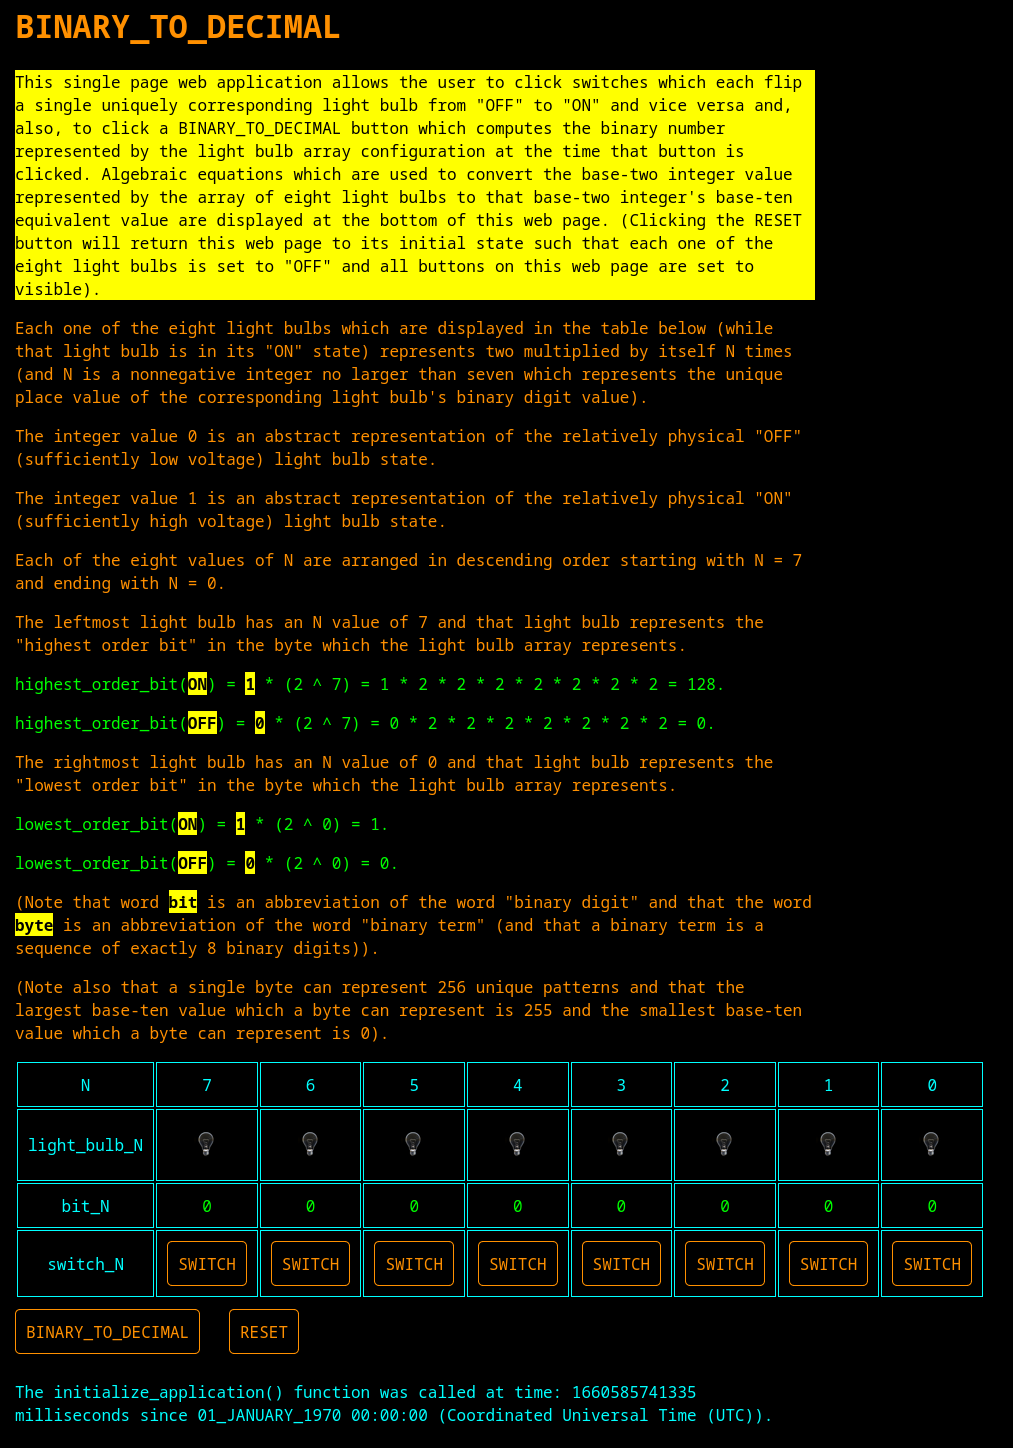 BINARY_TO_DECIMAL
This single page web application allows the user to click switches which each flip
a single uniquely corresponding light bulb from "OFF" to "ON" and vice versa and,
also, to click a BINARY_TO_DECIMAL button which computes the binary number
represented by the light bulb array configuration at the time that button is
clicked. Algebraic equations which are used to convert the base-two integer value
represented by the array of eight light bulbs to that base-two integer's base-ten
equivalent value are displayed at the bottom of this web page. (Clicking the RESET
button will return this web page to its initial state such that each one of the
eight light bulbs is set to "OFF" and all buttons on this web page are set to
visible).
Each one of the eight light bulbs which are displayed in the table below (while
that light bulb is in its "ON" state) represents two multiplied by itself N times
(and N is a nonnegative integer no larger than seven which represents the unique
place value of the corresponding light bulb's binary digit value).
The integer value 0 is an abstract representation of the relatively physical "OFF"
(sufficiently low voltage) light bulb state.
The integer value 1 is an abstract representation of the relatively physical "ON"
(sufficiently high voltage) light bulb state.
Each of the eight values of N are arranged in descending order starting with N = 7
and ending with N = 0.
The leftmost light bulb has an N value of 7 and that light bulb represents the
"highest order bit" in the byte which the light bulb array represents.
highest_order_bit(ON) = 1 * (2 ^ 7) = 1 * 2 * 2 * 2 * 2 * 2 * 2 * 2 = 128.
highest_order_bit(OFF) = 0 * (2 ^ 7) = 0 * 2 * 2 * 2 * 2 * 2 * 2 * 2 = 0.
The rightmost light bulb has an N value of 0 and that light bulb represents the
"lowest order bit" in the byte which the light bulb array represents.
lowest_order_bit(ON) = 1 * (2 ^ 0) = 1.
lowest_order_bit(OFF) = 0 * (2 ^ 0) = 0.
(Note that word bit is an abbreviation of the word "binary digit" and that the word
byte is an abbreviation of the word "binary term" (and that a binary term is a
sequence of exactly 8 binary digits)).
(Note also that a single byte can represent 256 unique patterns and that the
largest base-ten value which a byte can represent is 255 and the smallest base-ten
value which a byte can represent is 0).
N 7 6 5 4 3 2 1 0
light_bulb_N
bit_N 0 0 0 0 0 0 0 0
switch_N SWITCH SWITCH SWITCH SWITCH SWITCH SWITCH SWITCH SWITCH
BINARY_TO_DECIMAL RESET
The initialize_application() function was called at time: 1660585741335
milliseconds since 01_JANUARY_1970 00:00:00 (Coordinated Universal Time (UTC)).